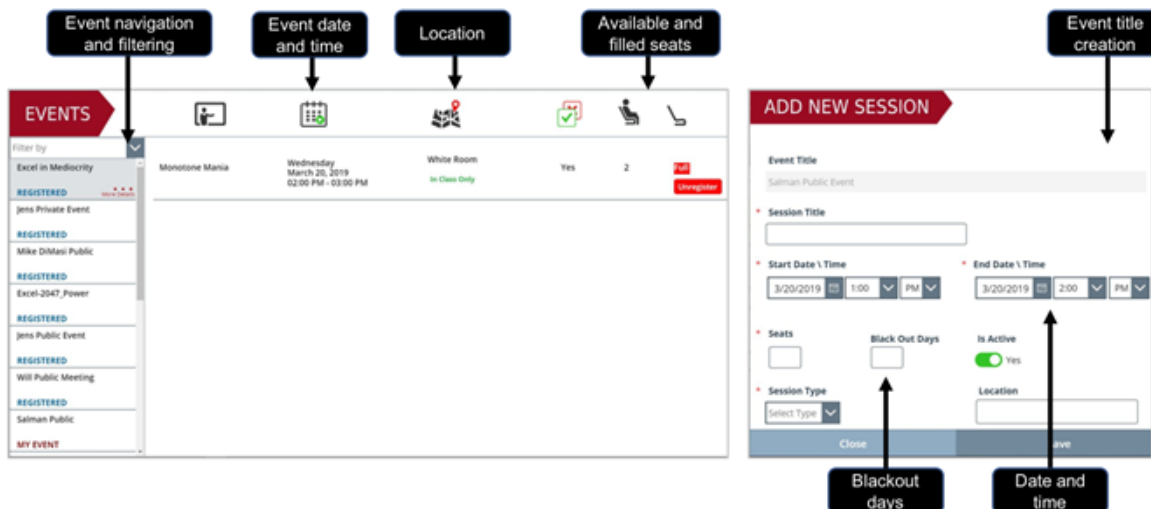 Event navigation
and filtering
Event date
and time
Location
Available and
filled seats
Event title
creation
EVENTS
Filter by
Excel in Mediocrity
REGISTERED
More Details
Jens Private Event
REGISTERED
Mike DiMasi Public
REGISTERED
Excel-2047_Power
REGISTERED
Jens Public Event
REGISTERED
Will Public Meeting
REGISTERED
Salman Public
MY EVENT
Monotone Mania
Wednesday
March 20, 2019
02:00 PM - 03:00 PM
White Room
In Class Only
Yes
2
Full
Unregister
ADD NEW SESSION
Event Title
Salman Public Event
* Session Title
* Start Date \ Time
* End Date \ Time
3/20/2019 1:00 PM
3/20/2019 2:00 PM
* Seats
Black Out Days
Is Active
Yes
* Session Type
Location
Select Type
Close
Blackout
days
Date and
time